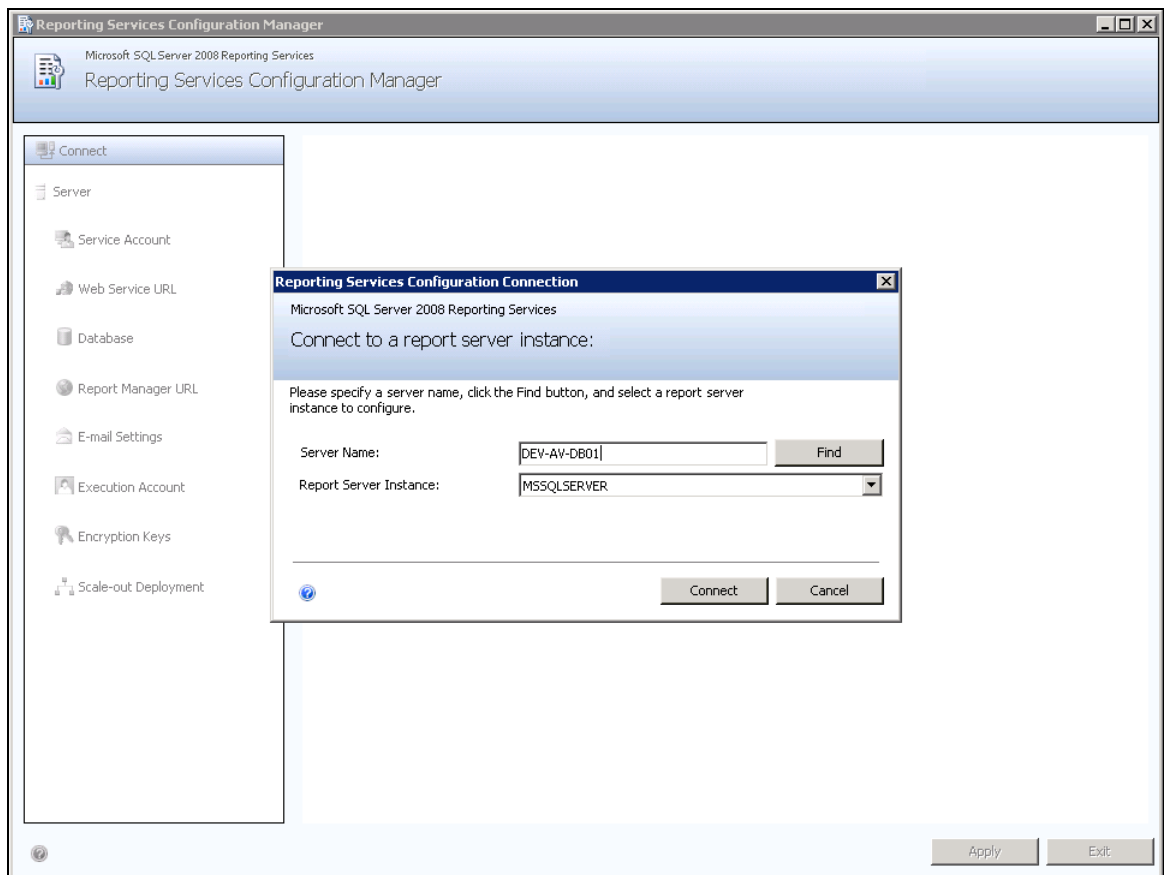 Reporting Services Configuration Manager
Microsoft SQL Server 2008 Reporting Services
Reporting Services Configuration Manager
Connect
Server
Service Account
Web Service URL
Database
Report Manager URL
E-mail Settings
Execution Account
Encryption Keys
Scale-out Deployment
Reporting Services Configuration Connection
Microsoft SQL Server 2008 Reporting Services
Connect to a report server instance:
Please specify a server name, click the Find button, and select a report server
instance to configure.
Server Name: DEV-AV-DB01 Find
Report Server Instance: MSSQLSERVER
Connect Cancel
Apply Exit